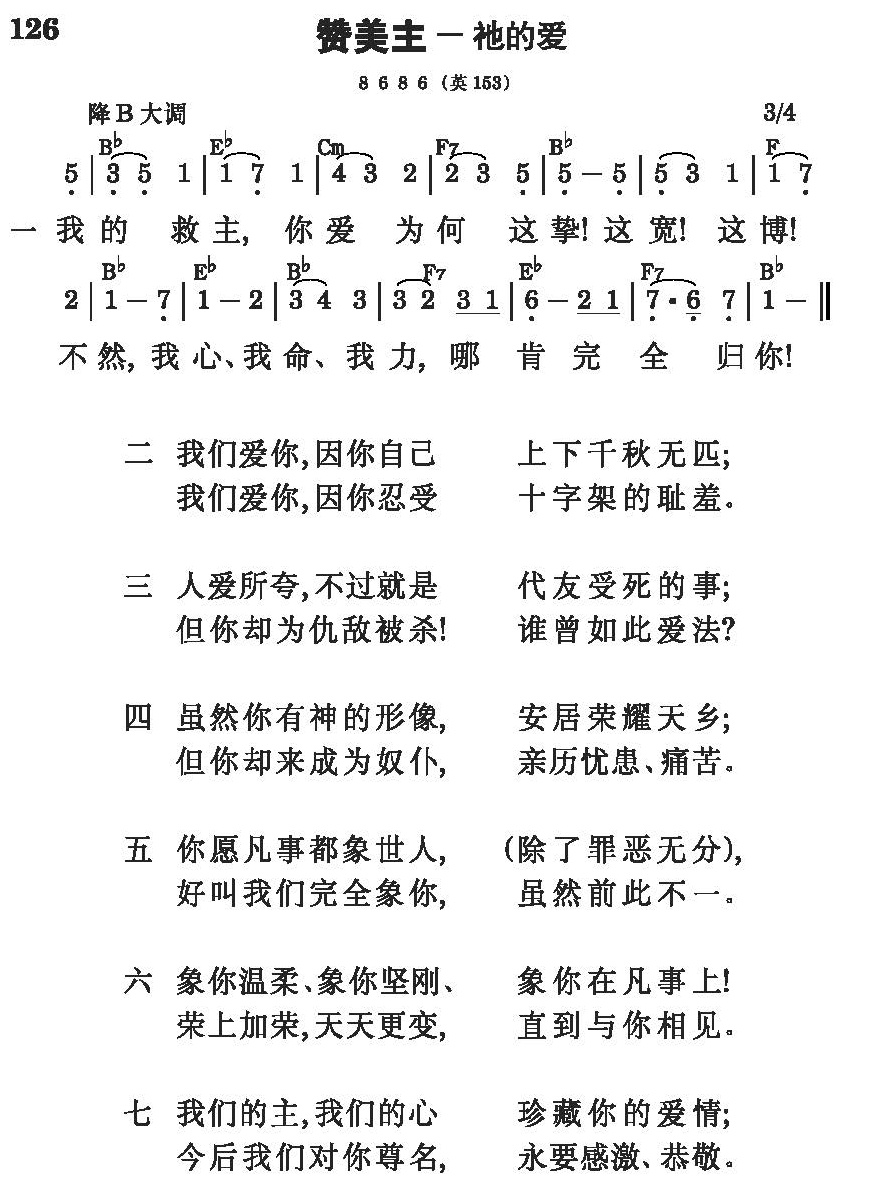 126
赞美主－祂的爱
8 6 8 6 (英153)
降B大调 3/4
B♭ E♭ Cm F7 B♭ F
5 | 3 5 1 | 1 7 1 | 4 3 2 | 2 3 5 | 5 – 5 | 5 3 1 | 1 7
一 我的 救主, 你爱 为何 这挚!这宽! 这博!
B♭ E♭ B♭ F7 E♭ F7 B♭
2 | 1 – 7 | 1 – 2 | 3 4 3 | 3 2 3 1 | 6 – 2 1 | 7 · 6 7 | 1 – ‖
不然, 我心、我命、我力, 哪肯完全归你!
二 我们爱你,因你自己 上下千秋无匹;
我们爱你,因你忍受 十字架的耻羞。
三 人爱所夸,不过就是 代友受死的事;
但你却为仇敌被杀! 谁曾如此爱法?
四 虽然你有神的形像, 安居荣耀天乡;
但你却来成为奴仆, 亲历忧患、痛苦。
五 你愿凡事都象世人, (除了罪恶无分),
好叫我们完全象你, 虽然前此不一。
六 象你温柔、象你坚刚、 象你在凡事上!
荣上加荣,天天更变, 直到与你相见。
七 我们的主,我们的心 珍藏你的爱情;
今后我们对你尊名, 永要感激、恭敬。